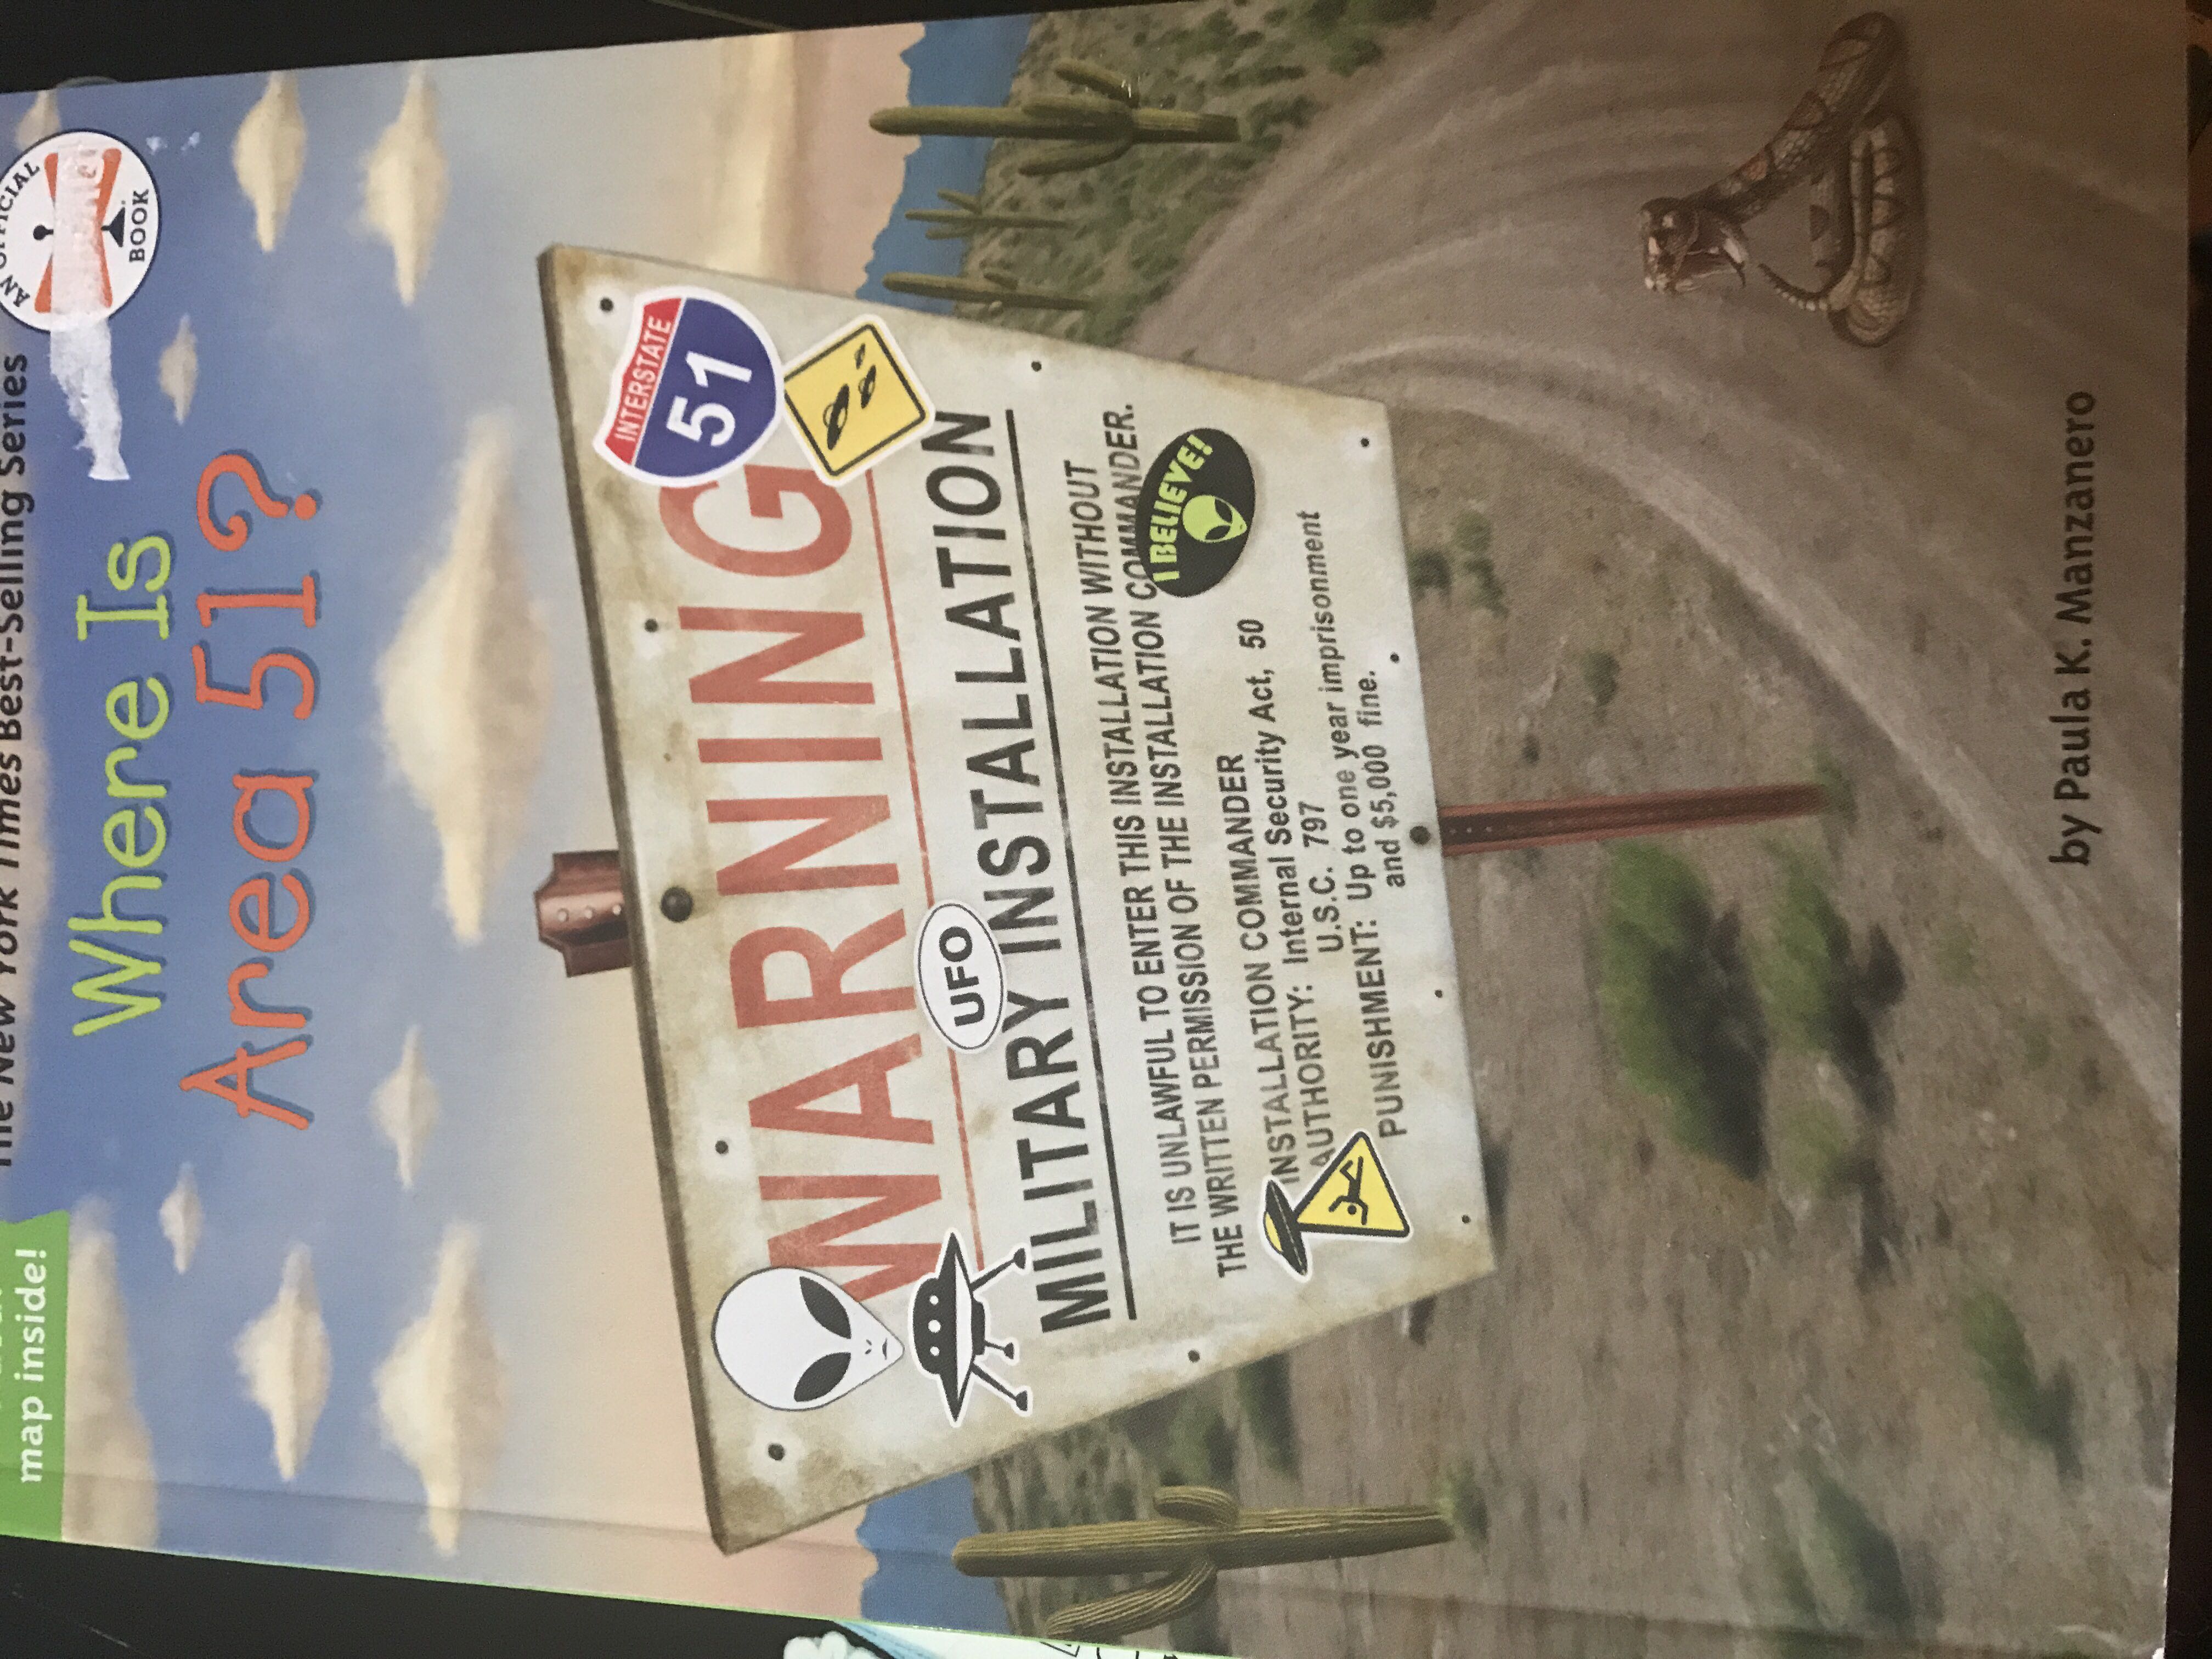 The New York Times Best-Selling Series
map inside!
AN OFFICIAL
BOOK
Where Is
Area 51?
INTERSTATE
51
WARNING
UFO
MILITARY INSTALLATION
IT IS UNLAWFUL TO ENTER THIS INSTALLATION WITHOUT
THE WRITTEN PERMISSION OF THE INSTALLATION COMMANDER.
I BELIEVE!
INSTALLATION COMMANDER
AUTHORITY: Internal Security Act, 50
U.S.C. 797
PUNISHMENT: Up to one year imprisonment
and $5,000 fine.
by Paula K. Manzanero